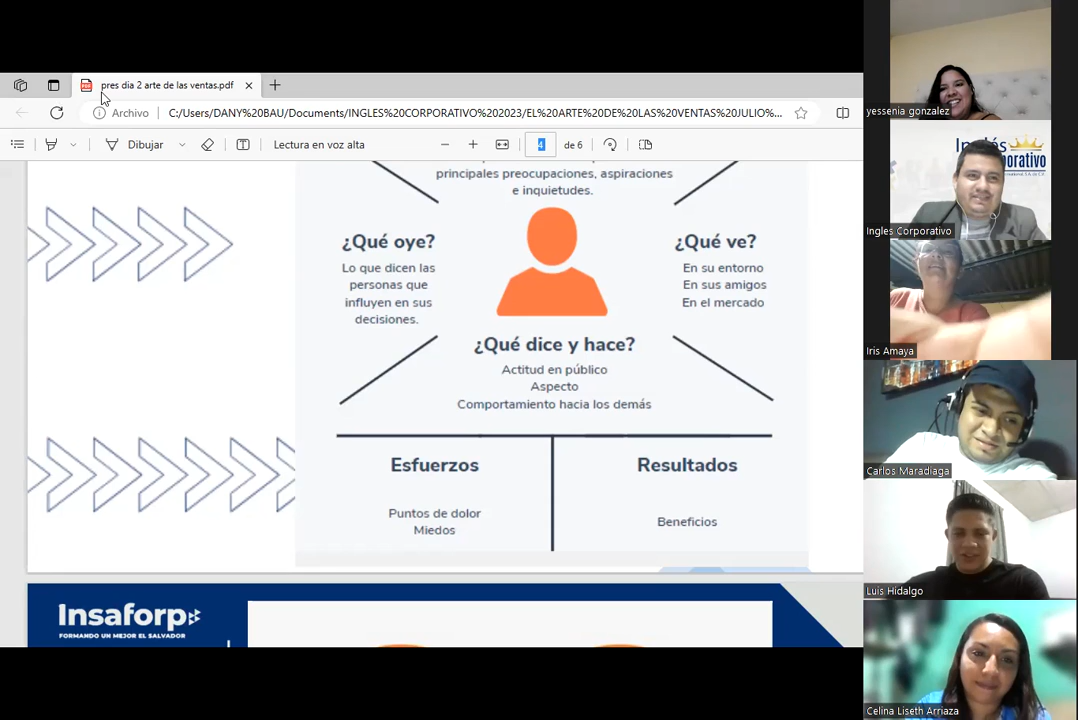 pres dia 2 arte de las ventas.pdf
Archivo
C:/Users/DANY%20BAU/Documents/INGLES%20CORPORATIVO%202023/EL%20ARTE%20DE%20LAS%20VENTAS%20JULIO%...
Dibujar
Lectura en voz alta
4 de 6
principales preocupaciones, aspiraciones
e inquietudes.
¿Qué oye?
Lo que dicen las
personas que
influyen en sus
decisiones.
¿Qué ve?
En su entorno
En sus amigos
En el mercado
¿Qué dice y hace?
Actitud en público
Aspecto
Comportamiento hacia los demás
Esfuerzos
Puntos de dolor
Miedos
Resultados
Beneficios
Insaforp
FORMANDO UN MEJOR EL SALVADOR
yessenia gonzalez
Ingles Corporativo
Iris Amaya
Carlos Maradiaga
Luis Hidalgo
Celina Liseth Arriaza